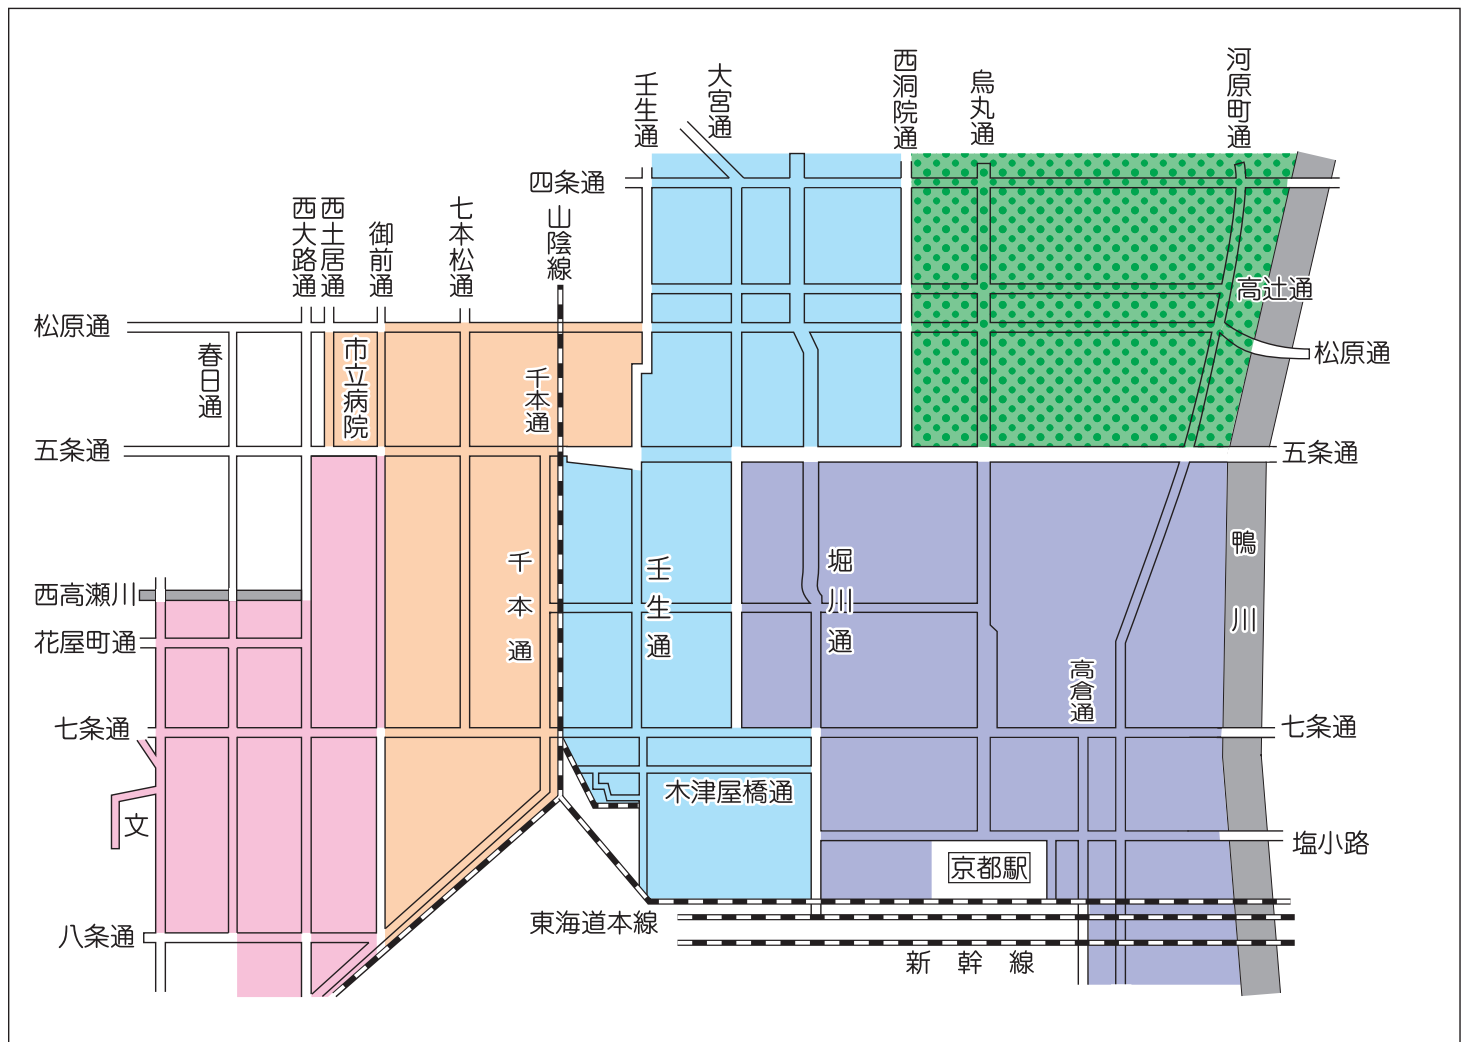 河原町通
西洞院通
大宮通
烏丸通
壬生通
四条通
西大路通
西土居通
御前通
七本松通
山陰線
高辻通
松原通
春日通
市立病院
千本通
松原通
五条通
五条通
西高瀬川
花屋町通
千本通
壬生通
堀川通
鴨川
高倉通
七条通
七条通
木津屋橋通
文
塩小路
京都駅
八条通
東海道本線
新幹線